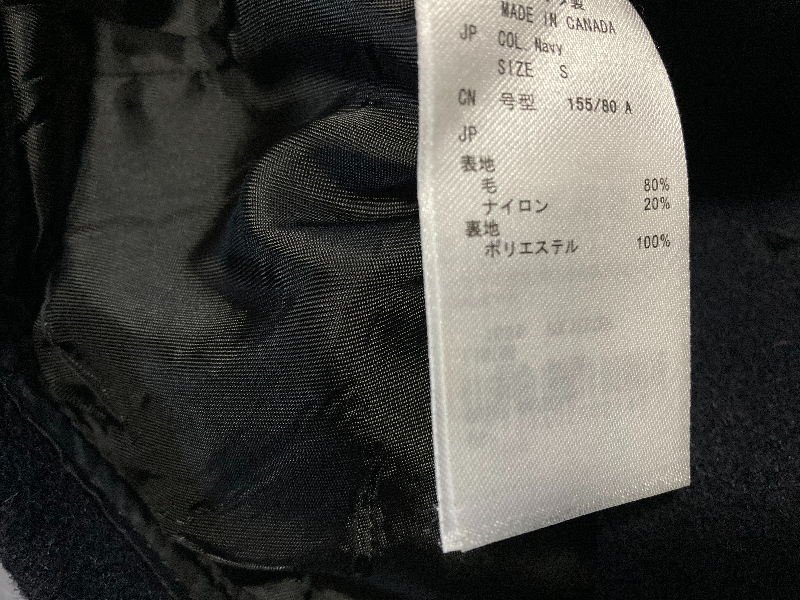 MADE IN CANADA
JP COL. Navy
SIZE S
CN 号型 155/80 A
JP
表地
毛 80%
ナイロン 20%
裏地
ポリエステル 100%